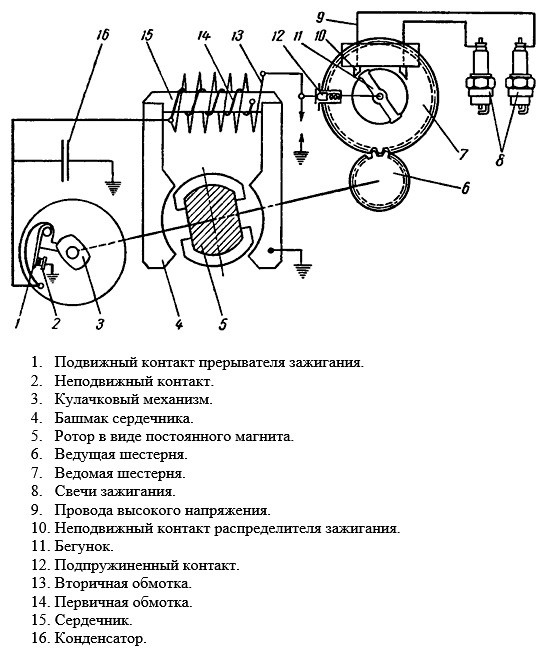 16 15 14 13 12 11 10 9
7 8
6
1 2 3 4 5
1. Подвижный контакт прерывателя зажигания.
2. Неподвижный контакт.
3. Кулачковый механизм.
4. Башмак сердечника.
5. Ротор в виде постоянного магнита.
6. Ведущая шестерня.
7. Ведомая шестерня.
8. Свечи зажигания.
9. Провода высокого напряжения.
10. Неподвижный контакт распределителя зажигания.
11. Бегунок.
12. Подпружиненный контакт.
13. Вторичная обмотка.
14. Первичная обмотка.
15. Сердечник.
16. Конденсатор.